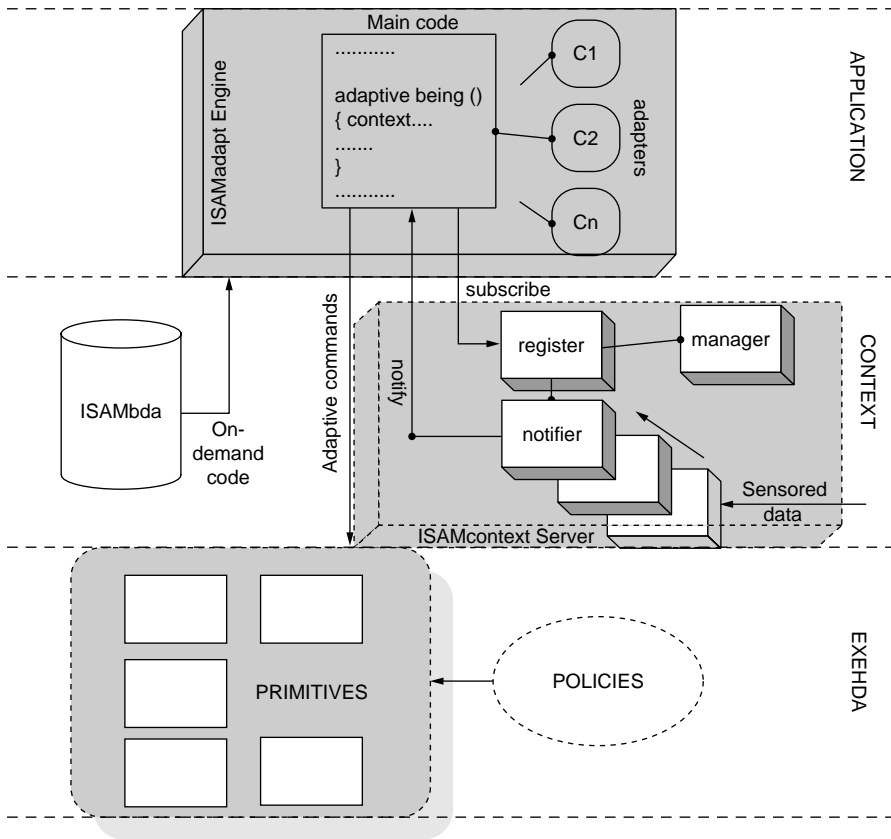 Main code
...........
adaptive being ()
{ context....
.......
}
...........
C1
C2
Cn
adapters
ISAMadapt Engine
APPLICATION
subscribe
Adaptive commands
notify
register
manager
notifier
ISAMbda
On-
demand
code
Sensored
data
ISAMcontext Server
CONTEXT
PRIMITIVES
POLICIES
EXEHDA